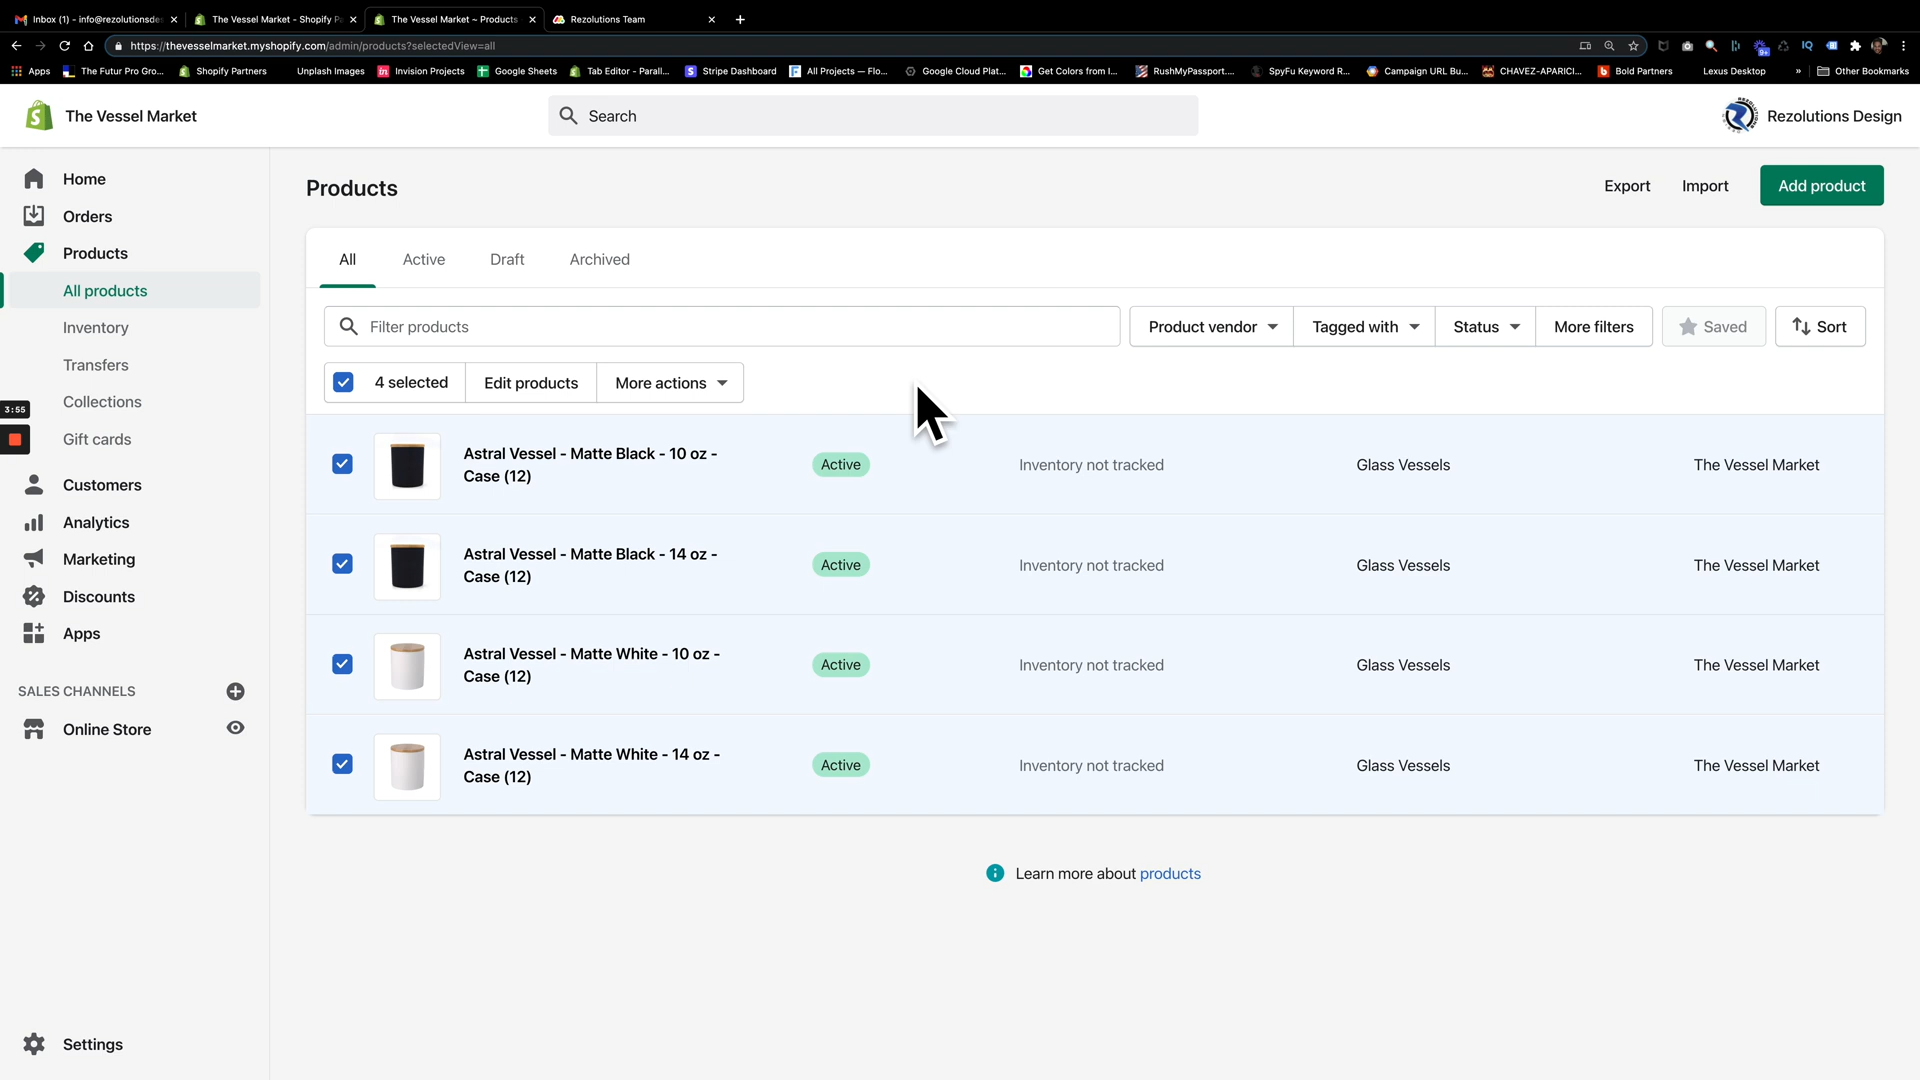 Inbox (1) - info@rezolutionsdes
The Vessel Market - Shopify Pa
The Vessel Market ~ Products
Rezolutions Team
https://thevesselmarket.myshopify.com/admin/products?selectedView=all
Apps
The Futur Pro Gro...
Shopify Partners
Unplash Images
Invision Projects
Google Sheets
Tab Editor - Parall...
Stripe Dashboard
All Projects — Flo...
Google Cloud Plat...
Get Colors from I...
RushMyPassport....
SpyFu Keyword R...
Campaign URL Bu...
CHAVEZ-APARICI...
Bold Partners
Lexus Desktop
»
Other Bookmarks
The Vessel Market
Search
Rezolutions Design
Home
Orders
Products
All products
Inventory
Transfers
Collections
Gift cards
Customers
Analytics
Marketing
Discounts
Apps
SALES CHANNELS
Online Store
Settings
3:55
Products
Export
Import
Add product
All
Active
Draft
Archived
Filter products
Product vendor
Tagged with
Status
More filters
Saved
Sort
4 selected
Edit products
More actions
Astral Vessel - Matte Black - 10 oz -
Case (12)
Active
Inventory not tracked
Glass Vessels
The Vessel Market
Astral Vessel - Matte Black - 14 oz -
Case (12)
Active
Inventory not tracked
Glass Vessels
The Vessel Market
Astral Vessel - Matte White - 10 oz -
Case (12)
Active
Inventory not tracked
Glass Vessels
The Vessel Market
Astral Vessel - Matte White - 14 oz -
Case (12)
Active
Inventory not tracked
Glass Vessels
The Vessel Market
Learn more about products